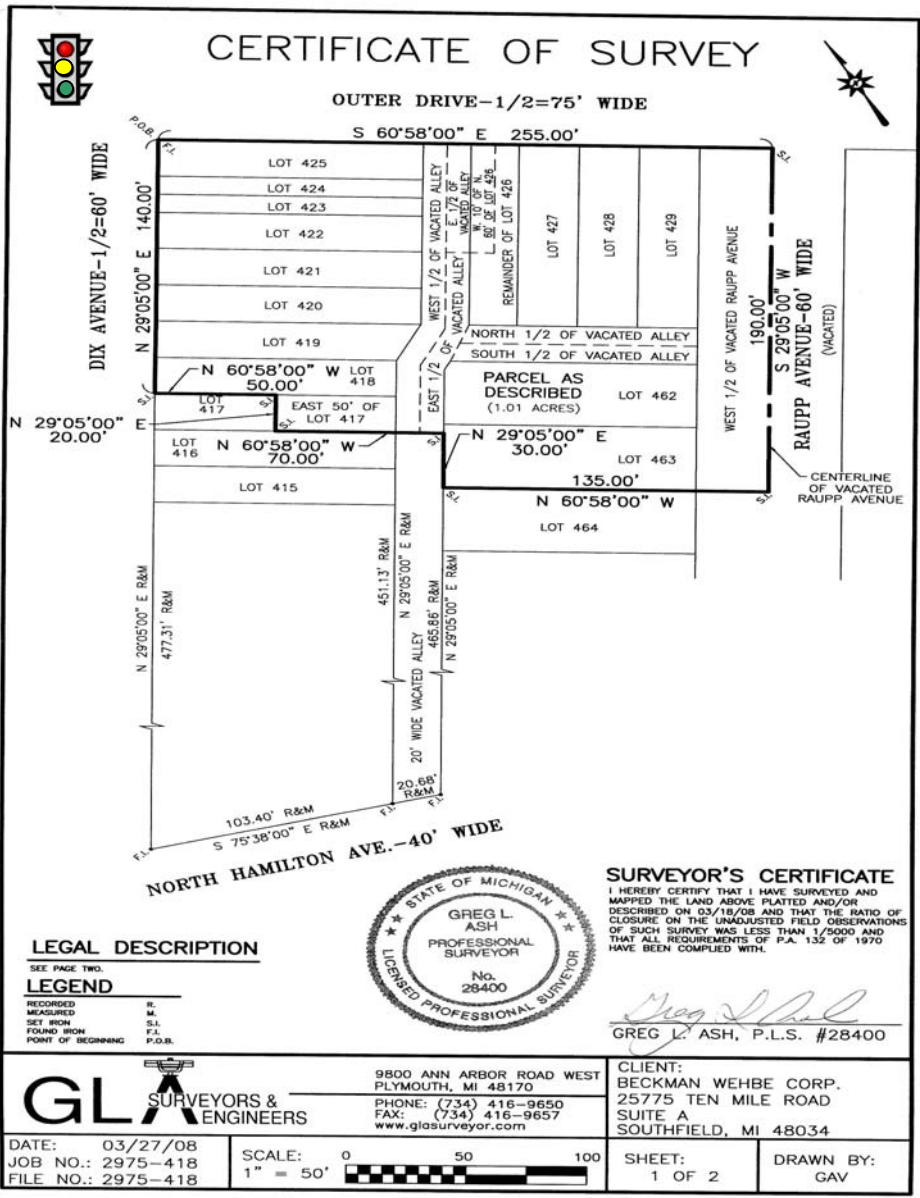 CERTIFICATE OF SURVEY
OUTER DRIVE-1/2=75' WIDE
P.O.B.
F.I.
S 60°58'00" E 255.00'
S.I.
DIX AVENUE-1/2=60' WIDE
N 29°05'00" E 140.00'
LOT 425
LOT 424
LOT 423
LOT 422
LOT 421
LOT 420
LOT 419
LOT 418
WEST 1/2 OF VACATED ALLEY
E. 1/2 OF
VACATED ALLEY
W. 10' OF N.
60' OF LOT 426
REMAINDER OF LOT 426
EAST 1/2 OF VACATED ALLEY
LOT 427
LOT 428
LOT 429
WEST 1/2 OF VACATED RAUPP AVENUE
190.00'
S 29°05'00" W
RAUPP AVENUE-60' WIDE
(VACATED)
NORTH 1/2 OF VACATED ALLEY
SOUTH 1/2 OF VACATED ALLEY
N 60°58'00" W
50.00'
S.I.
LOT
417
EAST 50' OF
LOT 417
S.I.
PARCEL AS
DESCRIBED
(1.01 ACRES)
LOT 462
N 29°05'00" E
20.00'
LOT
416
N 60°58'00" W
70.00'
S.I.
N 29°05'00" E
30.00'
LOT 463
135.00'
LOT 415
S.I.
N 60°58'00" W
S.I.
CENTERLINE
OF VACATED
RAUPP AVENUE
LOT 464
N 29°05'00" E R&M
477.31' R&M
451.13' R&M
N 29°05'00" E R&M
20' WIDE VACATED ALLEY
465.86' R&M
N 29°05'00" E R&M
20.68'
R&M
103.40' R&M
S 75°38'00" E R&M
F.I.
F.I.
F.I.
NORTH HAMILTON AVE.-40' WIDE
STATE OF MICHIGAN
GREG L.
ASH
PROFESSIONAL
SURVEYOR
No.
28400
LICENSED PROFESSIONAL SURVEYOR
SURVEYOR'S CERTIFICATE
I HEREBY CERTIFY THAT I HAVE SURVEYED AND
MAPPED THE LAND ABOVE PLATTED AND/OR
DESCRIBED ON 03/18/08 AND THAT THE RATIO OF
CLOSURE ON THE UNADJUSTED FIELD OBSERVATIONS
OF SUCH SURVEY WAS LESS THAN 1/5000 AND
THAT ALL REQUIREMENTS OF P.A. 132 OF 1970
HAVE BEEN COMPLIED WITH.
Greg L Ash
GREG L. ASH, P.L.S. #28400
LEGAL DESCRIPTION
SEE PAGE TWO.
LEGEND
RECORDED R.
MEASURED M.
SET IRON S.I.
FOUND IRON F.I.
POINT OF BEGINNING P.O.B.
GLA
SURVEYORS &
ENGINEERS
9800 ANN ARBOR ROAD WEST
PLYMOUTH, MI 48170
PHONE: (734) 416-9650
FAX: (734) 416-9657
www.glasurveyor.com
CLIENT:
BECKMAN WEHBE CORP.
25775 TEN MILE ROAD
SUITE A
SOUTHFIELD, MI 48034
DATE: 03/27/08
JOB NO.: 2975-418
FILE NO.: 2975-418
SCALE:
1" = 50'
0 50 100
SHEET:
1 OF 2
DRAWN BY:
GAV